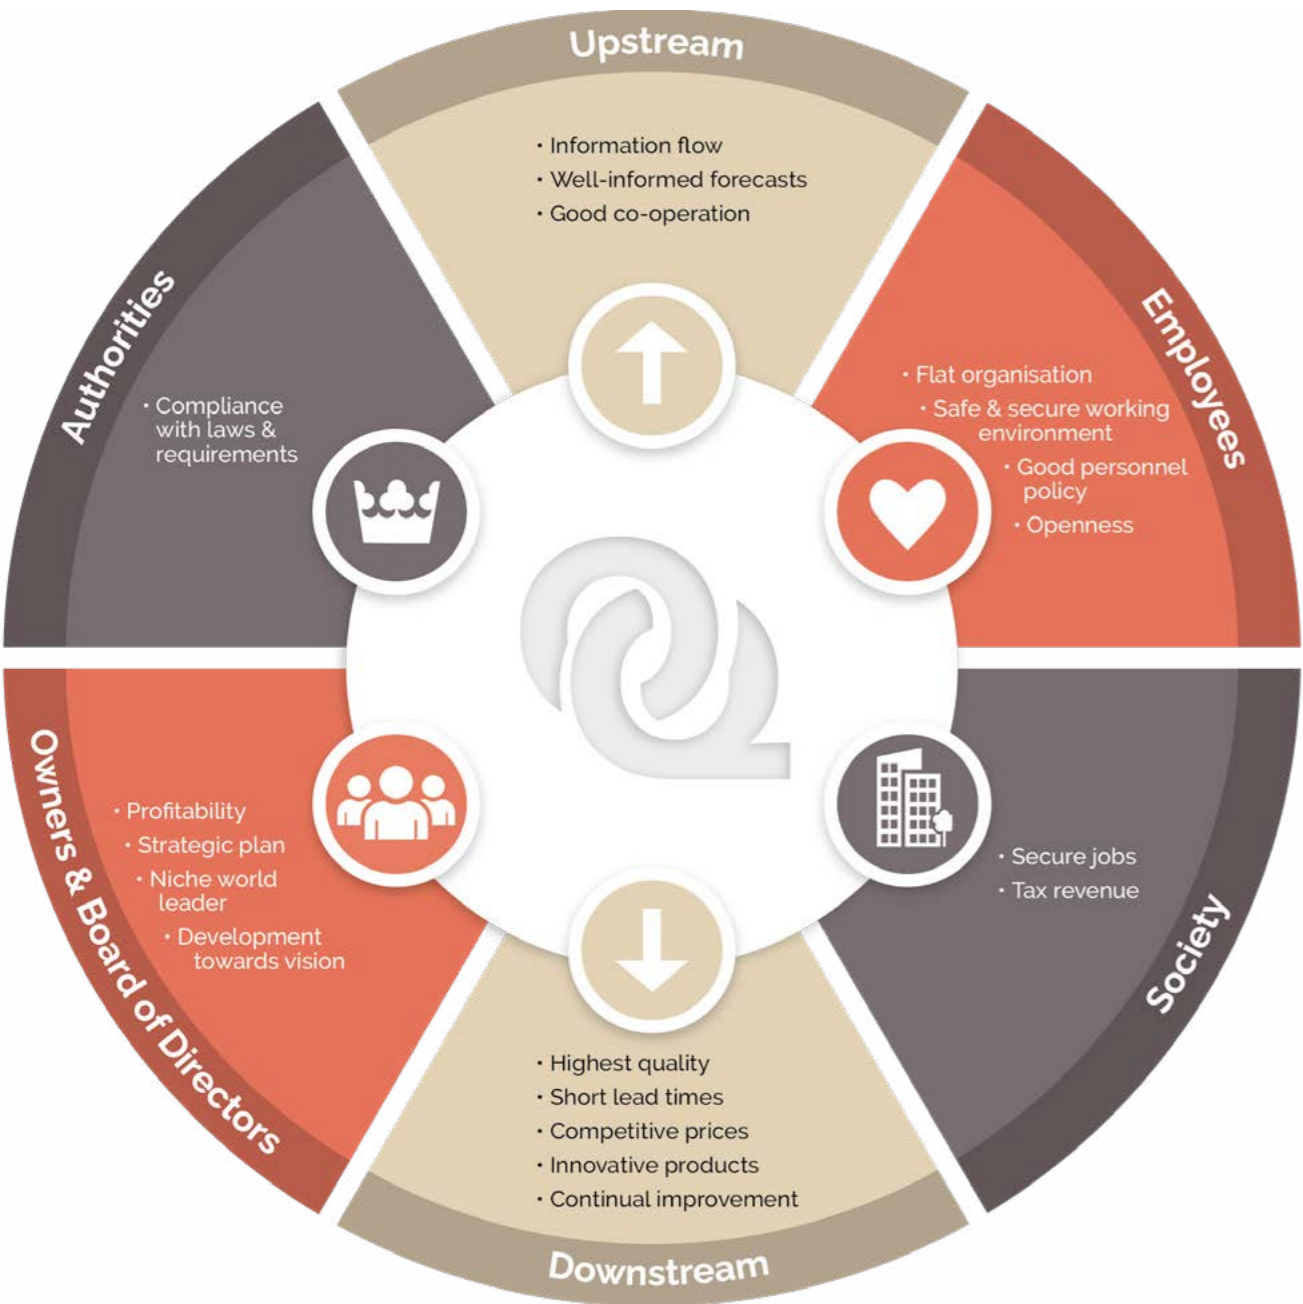 Upstream
• Information flow
• Well-informed forecasts
• Good co-operation
Employees
• Flat organisation
• Safe & secure working
environment
• Good personnel
policy
• Openness
Society
• Secure jobs
• Tax revenue
Downstream
• Highest quality
• Short lead times
• Competitive prices
• Innovative products
• Continual improvement
Owners & Board of Directors
• Profitability
• Strategic plan
• Niche world
leader
• Development
towards vision
Authorities
• Compliance
with laws &
requirements